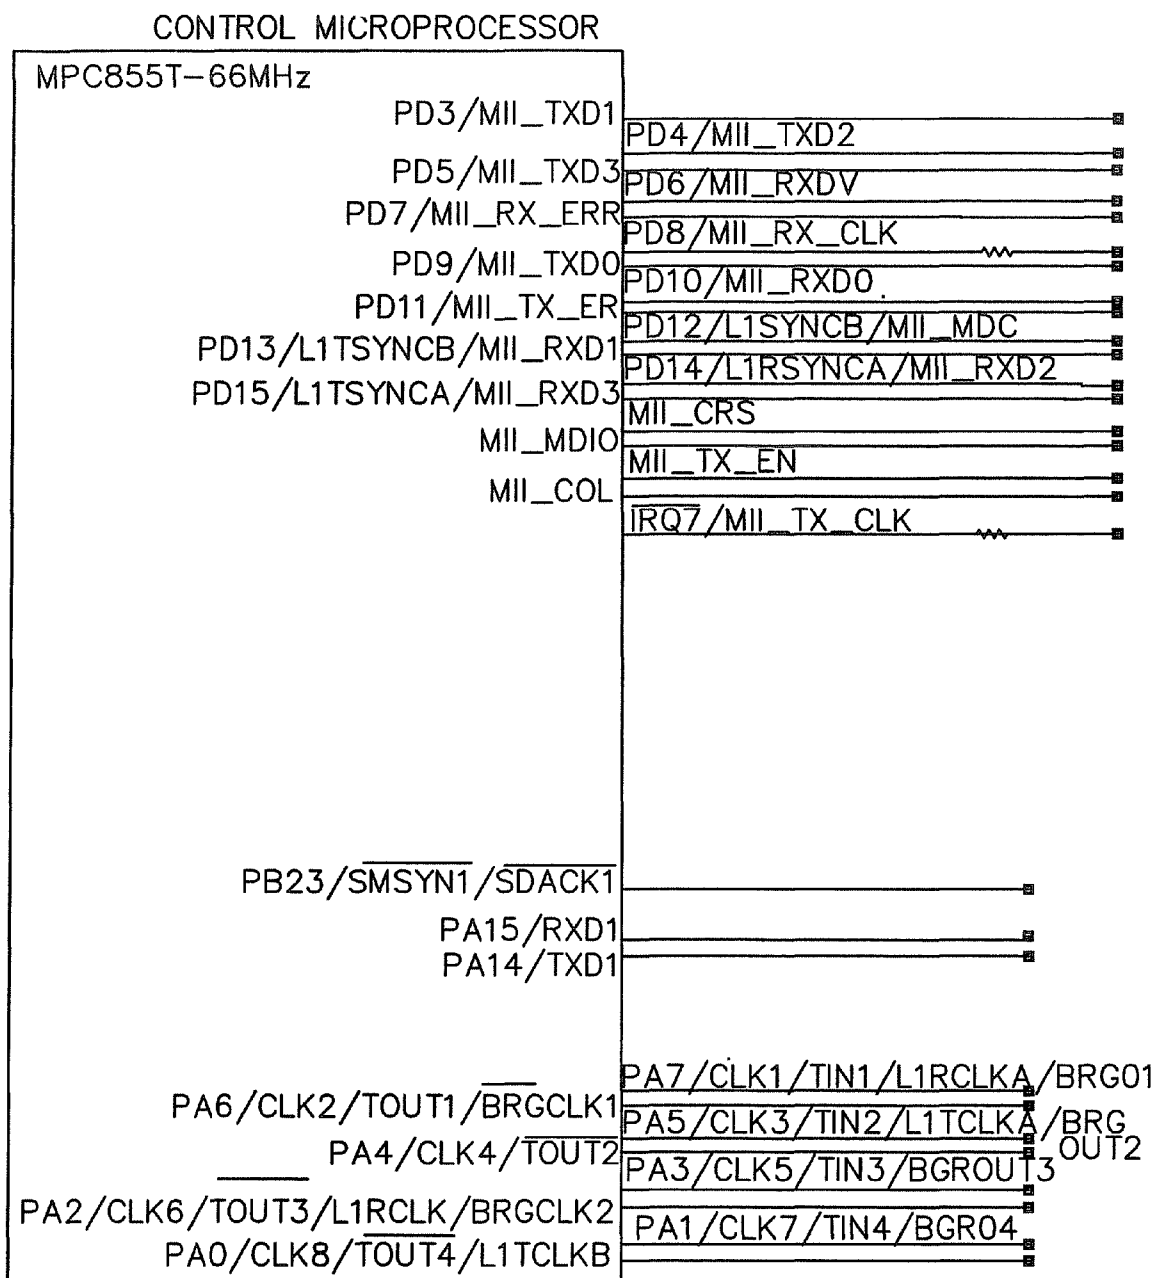 CONTROL MICROPROCESSOR
MPC855T-66MHz
PD3/MII_TXD1
PD4/MII_TXD2
PD5/MII_TXD3
PD6/MII_RXDV
PD7/MII_RX_ERR
PD8/MII_RX_CLK
PD9/MII_TXD0
PD10/MII_RXD0
PD11/MII_TX_ER
PD12/L1SYNCB/MII_MDC
PD13/L1TSYNCB/MII_RXD1
PD14/L1RSYNCA/MII_RXD2
PD15/L1TSYNCA/MII_RXD3
MII_CRS
MII_MDIO
MII_TX_EN
MII_COL
IRQ7/MII_TX_CLK
PB23/SMSYN1/SDACK1
PA15/RXD1
PA14/TXD1
PA7/CLK1/TIN1/L1RCLKA/BRG01
PA6/CLK2/TOUT1/BRGCLK1
PA5/CLK3/TIN2/L1TCLKA/BRG
OUT2
PA4/CLK4/TOUT2
PA3/CLK5/TIN3/BGROUT3
PA2/CLK6/TOUT3/L1RCLK/BRGCLK2
PA1/CLK7/TIN4/BGR04
PA0/CLK8/TOUT4/L1TCLKB